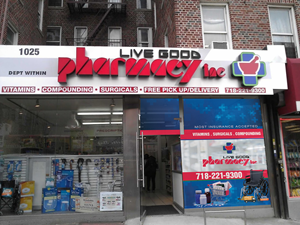 1025
DEPT WITHIN
LIVE GOOD
pharmacy inc
VITAMINS • COMPOUNDING • SURGICALS • FREE PICK UP/DELIVERY
718-221-9300
MOST INSURANCE ACCEPTED
VITAMINS, SURGICALS, COMPOUNDING
LIVE GOOD
pharmacy inc
718-221-9300